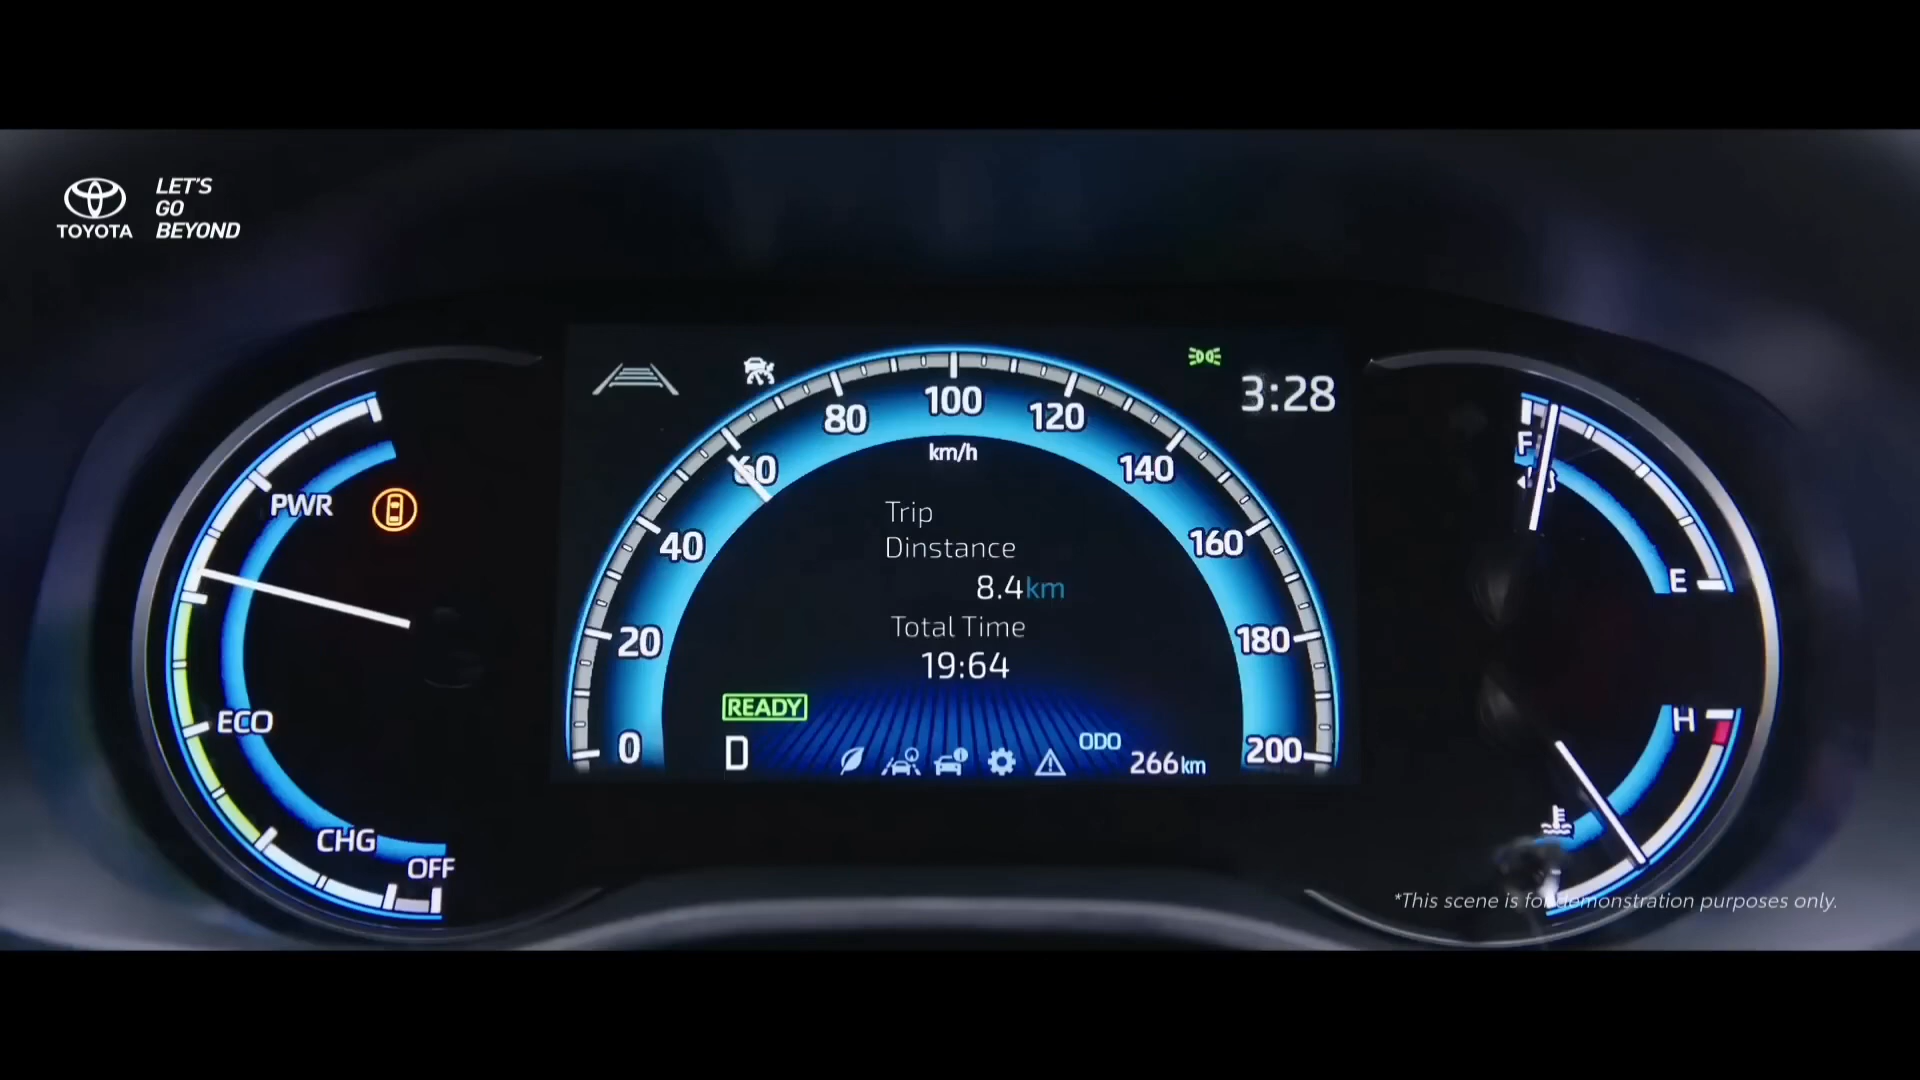 TOYOTA
LET'S
GO
BEYOND
3:28
100
80
120
km/h
60
140
PWR
Trip
40
Dinstance
160
8.4km
E
Total Time
20
180
19:64
READY
ECO
H
0
D
ODO
266km
200
CHG
OFF
F
*This scene is for demonstration purposes only.